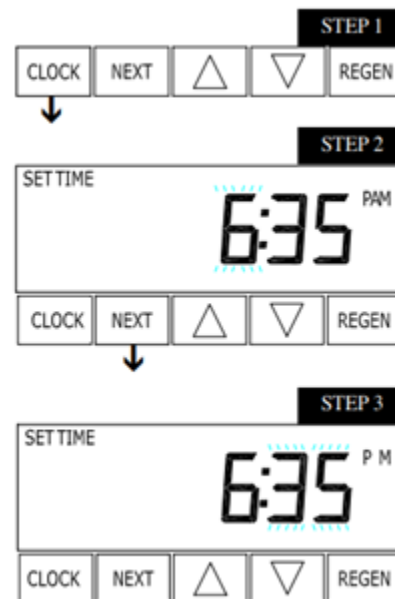 STEP 1
CLOCK NEXT REGEN
STEP 2
SET TIME
6:35 PAM
CLOCK NEXT REGEN
STEP 3
SET TIME
6:35 P M
CLOCK NEXT REGEN